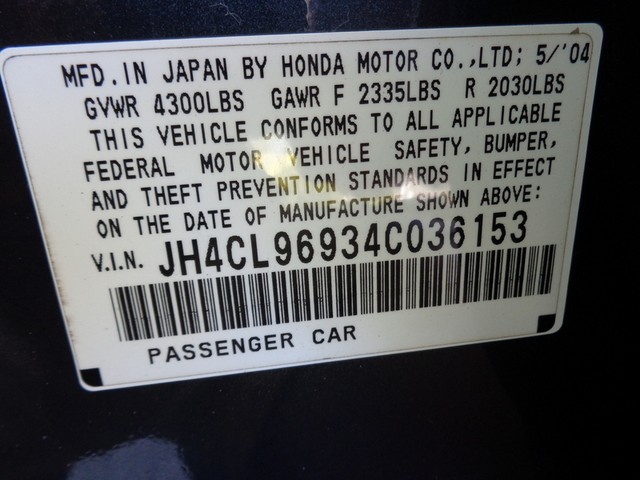 MFD. IN JAPAN BY HONDA MOTOR CO.,LTD; 5/'04
GVWR 4300LBS GAWR F 2335LBS R 2030LBS
THIS VEHICLE CONFORMS TO ALL APPLICABLE
FEDERAL MOTOR VEHICLE SAFETY, BUMPER,
AND THEFT PREVENTION STANDARDS IN EFFECT
ON THE DATE OF MANUFACTURE SHOWN ABOVE:
V.I.N. JH4CL96934C036153
PASSENGER CAR